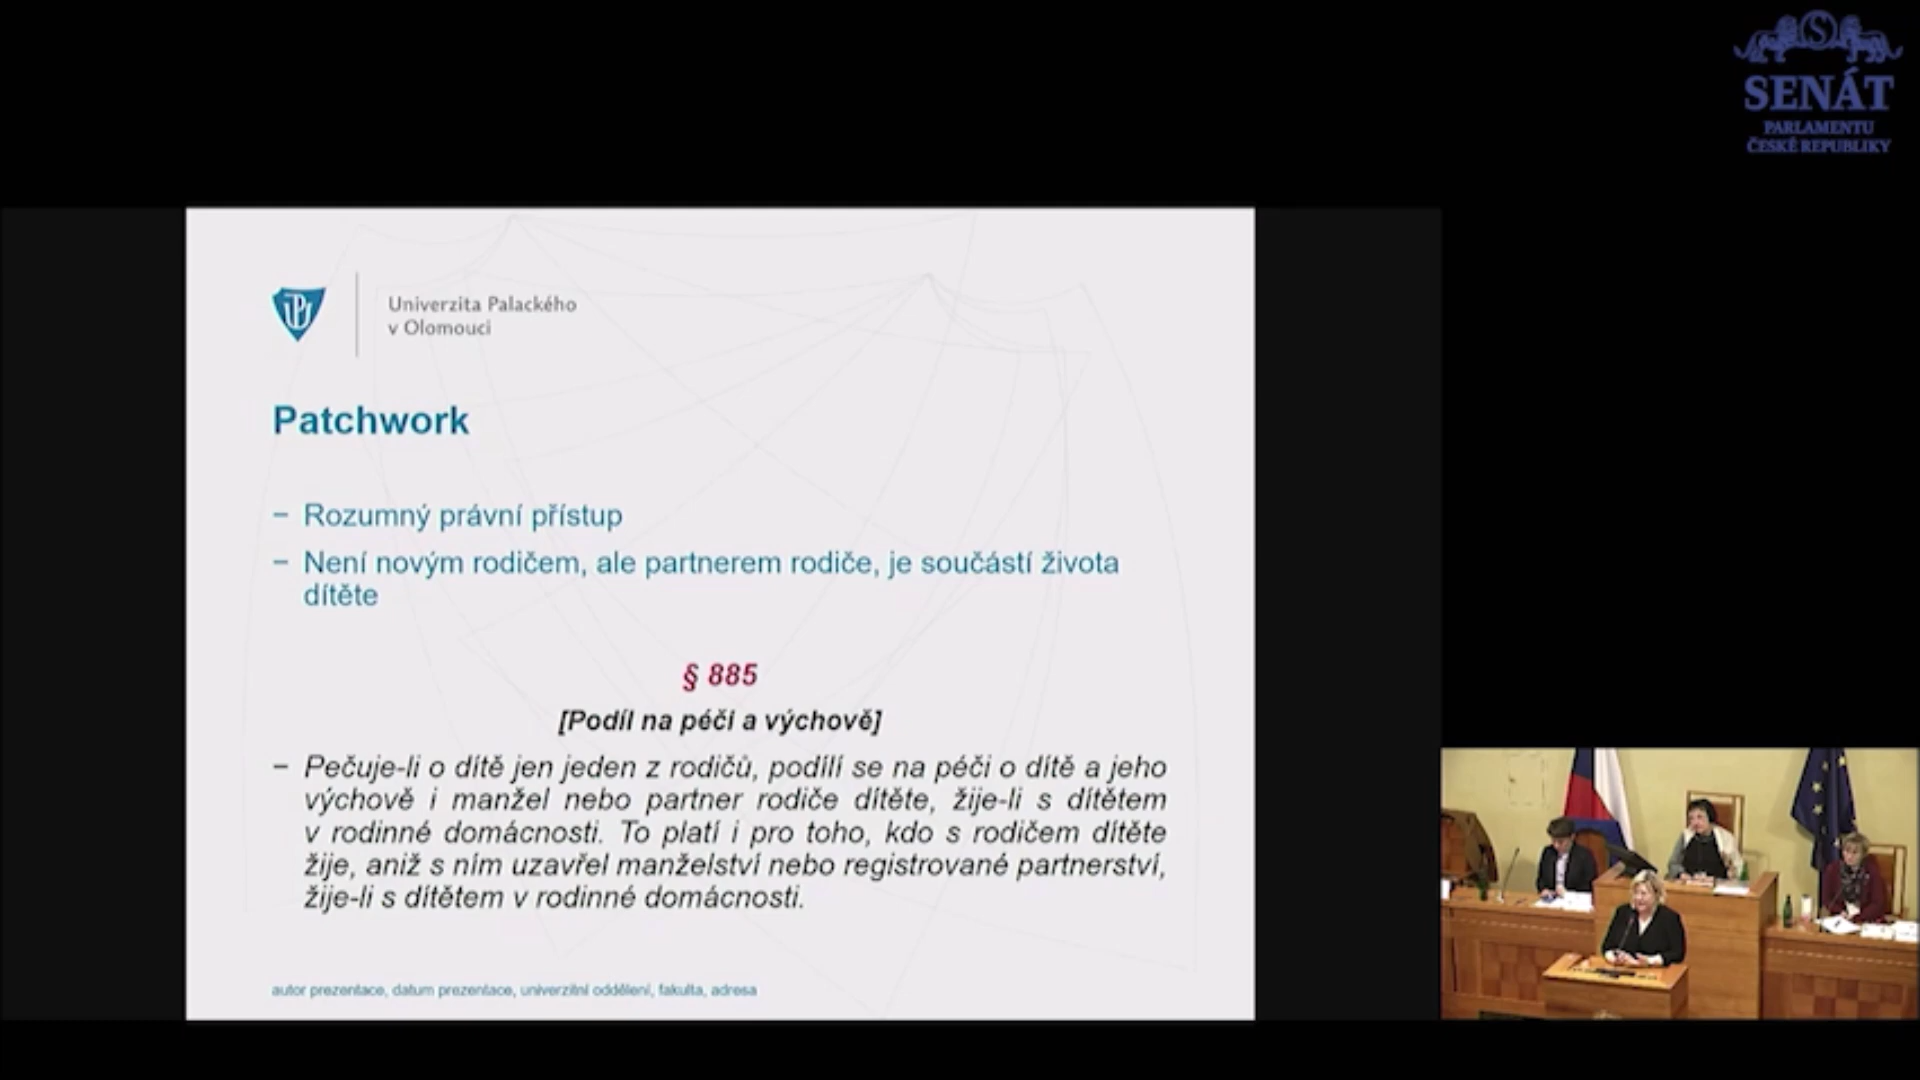 SENÁT
PARLAMENTU
ČESKÉ REPUBLIKY
Univerzita Palackého
v Olomouci
Patchwork
− Rozumný právní přístup
− Není novým rodičem, ale partnerem rodiče, je součástí života
dítěte
§ 885
[Podíl na péči a výchově]
− Pečuje-li o dítě jen jeden z rodičů, podílí se na péči o dítě a jeho
výchově i manžel nebo partner rodiče dítěte, žije-li s dítětem
v rodinné domácnosti. To platí i pro toho, kdo s rodičem dítěte
žije, aniž s ním uzavřel manželství nebo registrované partnerství,
žije-li s dítětem v rodinné domácnosti.
autor prezentace, datum prezentace, univerzitní oddělení, fakulta, adresa